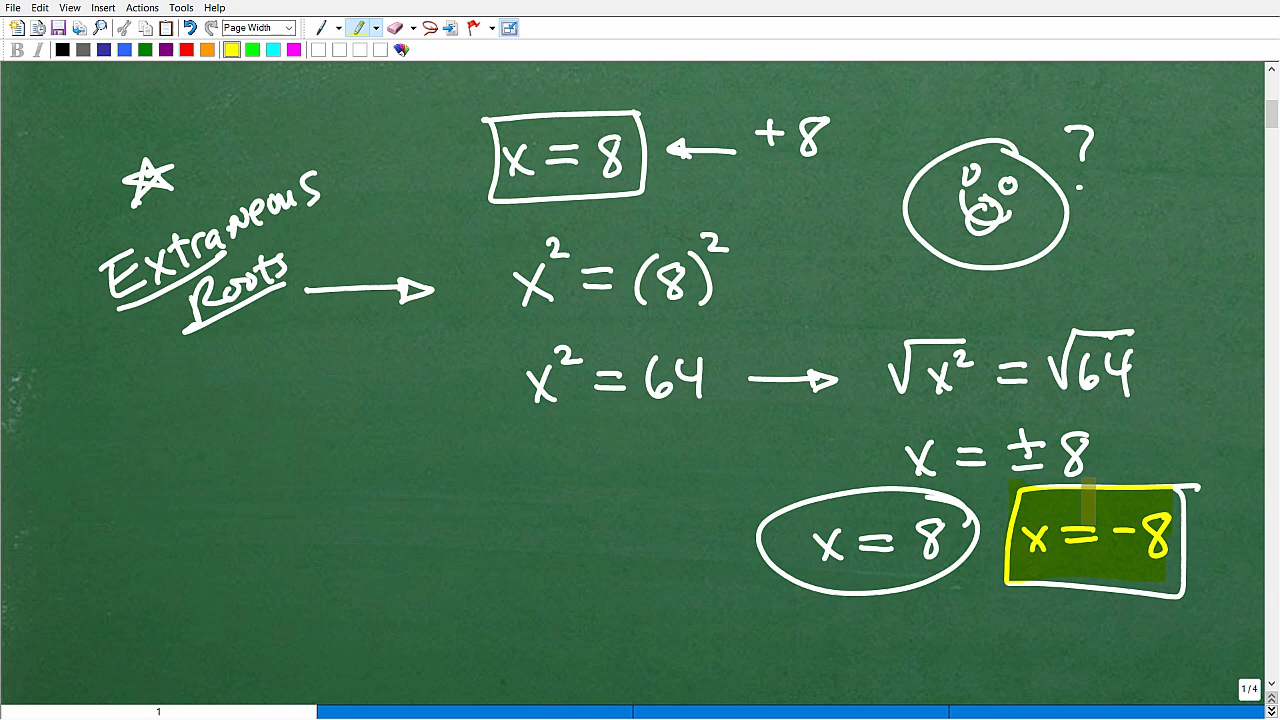 File Edit View Insert Actions Tools Help
Page Width
B I
x = 8 ← + 8
?
Extraneous
Roots →
x² = (8)²
x² = 64 → √x² = √64
x = ± 8
x = 8 x = -8
1/4
1